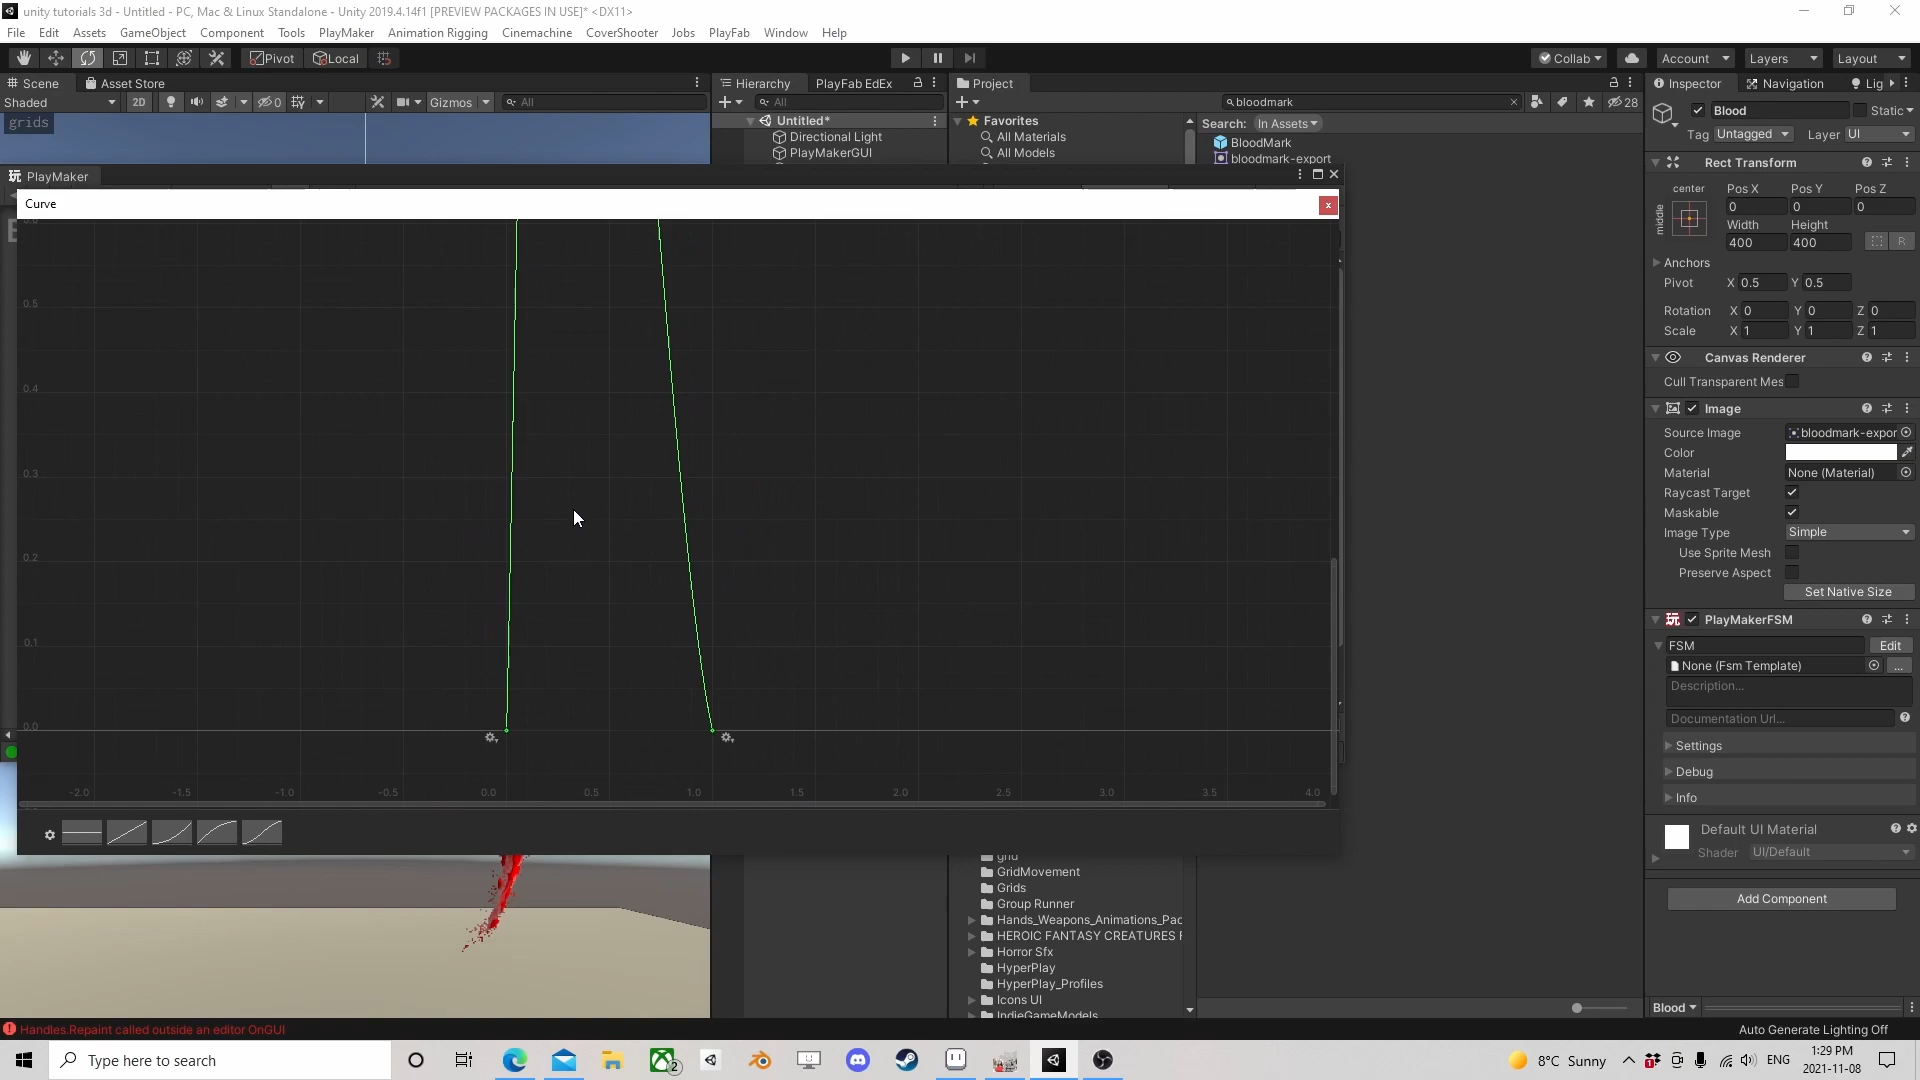 unity tutorials 3d - Untitled - PC, Mac & Linux Standalone - Unity 2019.4.14f1 [PREVIEW PACKAGES IN USE]* <DX11>
File Edit Assets GameObject Component Tools PlayMaker Animation Rigging Cinemachine CoverShooter Jobs PlayFab Window Help
Pivot Local Collab Account Layers Layout
Scene Asset Store Hierarchy PlayFab EdEx Project Inspector Navigation Lig
Shaded 2D 0 Gizmos All All bloodmark 28
grids
Untitled* Favorites Search: In Assets
Directional Light All Materials BloodMark
PlayMakerGUI All Models bloodmark-export
PlayMaker
Curve
0.5
0.4
0.3
0.2
0.1
0.0
-2.0 -1.5 -1.0 -0.5 0.0 0.5 1.0 1.5 2.0 2.5 3.0 3.5 4.0
grid
GridMovement
Grids
Group Runner
Hands_Weapons_Animations_Pac
HEROIC FANTASY CREATURES F
Horror Sfx
HyperPlay
HyperPlay_Profiles
Icons UI
IndieGameModels
Blood Static
Tag Untagged Layer UI
Rect Transform
center Pos X Pos Y Pos Z
middle 0 0 0
Width Height
400 400 R
Anchors
Pivot X 0.5 Y 0.5
Rotation X 0 Y 0 Z 0
Scale X 1 Y 1 Z 1
Canvas Renderer
Cull Transparent Mes
Image
Source Image bloodmark-expor
Color
Material None (Material)
Raycast Target
Maskable
Image Type Simple
Use Sprite Mesh
Preserve Aspect
Set Native Size
PlayMakerFSM
FSM Edit
None (Fsm Template) ...
Description...
Documentation Url...
Settings
Debug
Info
Default UI Material
Shader UI/Default
Add Component
Blood
Handles.Repaint called outside an editor OnGUI
Auto Generate Lighting Off
Type here to search
2
8°C Sunny ENG 1:29 PM
2021-11-08